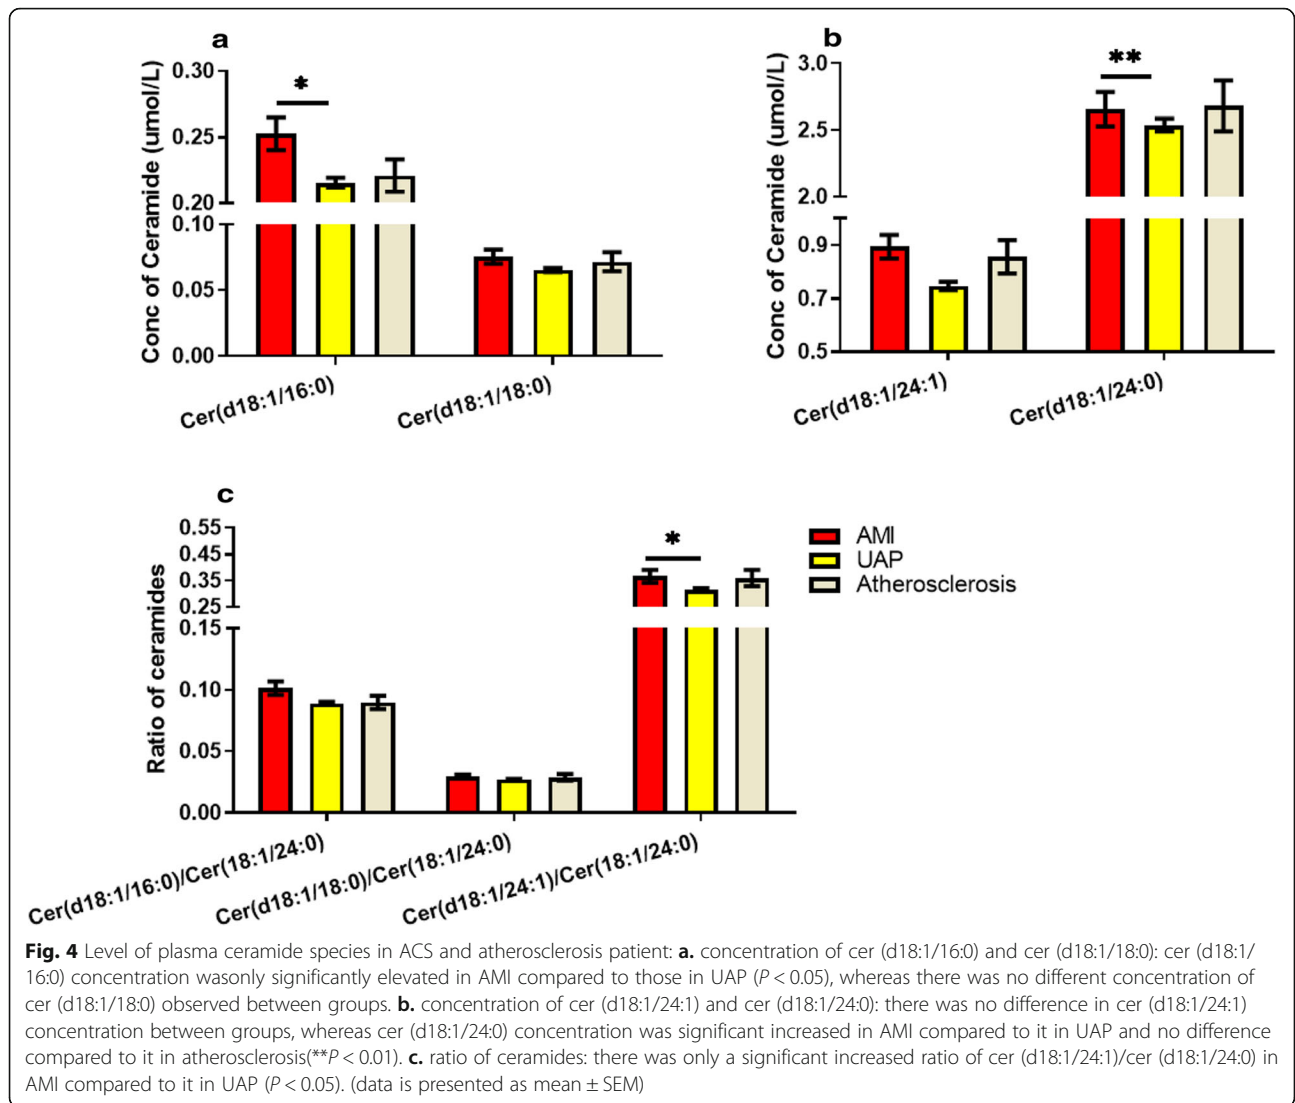 a
Conc of Ceramide (umol/L)
0.30
0.25
0.20
0.10
0.05
0.00
*
Cer(d18:1/16:0)
Cer(d18:1/18:0)
b
Conc of Ceramide (umol/L)
3.0
2.5
2.0
0.9
0.7
0.5
**
Cer(d18:1/24:1)
Cer(d18:1/24:0)
c
Ratio of ceramides
0.55
0.45
0.35
0.25
0.15
0.10
0.05
0.00
*
Cer(d18:1/16:0)/Cer(18:1/24:0)
Cer(d18:1/18:0)/Cer(18:1/24:0)
Cer(d18:1/24:1)/Cer(18:1/24:0)
AMI
UAP
Atherosclerosis
Fig. 4 Level of plasma ceramide species in ACS and atherosclerosis patient: a. concentration of cer (d18:1/16:0) and cer (d18:1/18:0): cer (d18:1/
16:0) concentration wasonly significantly elevated in AMI compared to those in UAP (P < 0.05), whereas there was no different concentration of
cer (d18:1/18:0) observed between groups. b. concentration of cer (d18:1/24:1) and cer (d18:1/24:0): there was no difference in cer (d18:1/24:1)
concentration between groups, whereas cer (d18:1/24:0) concentration was significant increased in AMI compared to it in UAP and no difference
compared to it in atherosclerosis(**P < 0.01). c. ratio of ceramides: there was only a significant increased ratio of cer (d18:1/24:1)/cer (d18:1/24:0) in
AMI compared to it in UAP (P < 0.05). (data is presented as mean ± SEM)